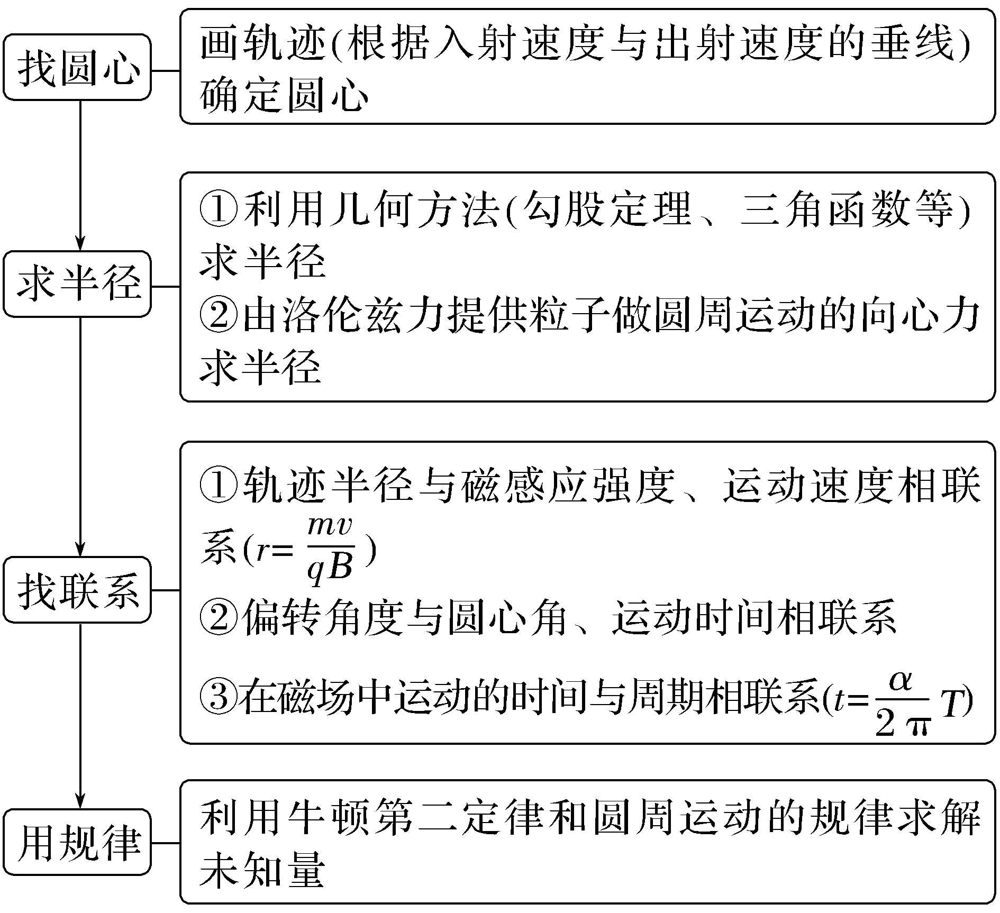 找圆心
画轨迹(根据入射速度与出射速度的垂线)
确定圆心
求半径
①利用几何方法(勾股定理、三角函数等)
求半径
②由洛伦兹力提供粒子做圆周运动的向心力
求半径
找联系
①轨迹半径与磁感应强度、运动速度相联
系(r=mv/qB)
②偏转角度与圆心角、运动时间相联系
③在磁场中运动的时间与周期相联系(t=α/2π T)
用规律
利用牛顿第二定律和圆周运动的规律求解
未知量